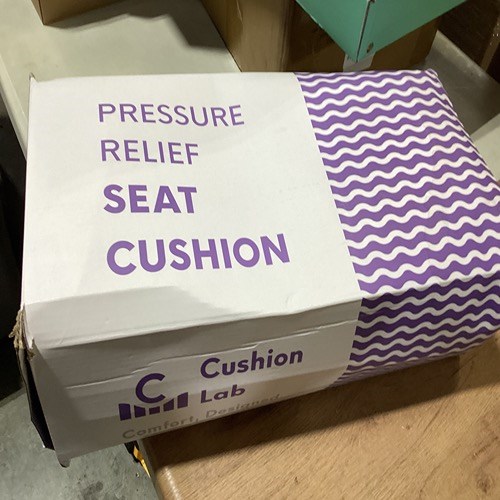 PRESSURE
RELIEF
SEAT
CUSHION
C Cushion
Lab
Comfort, Designed